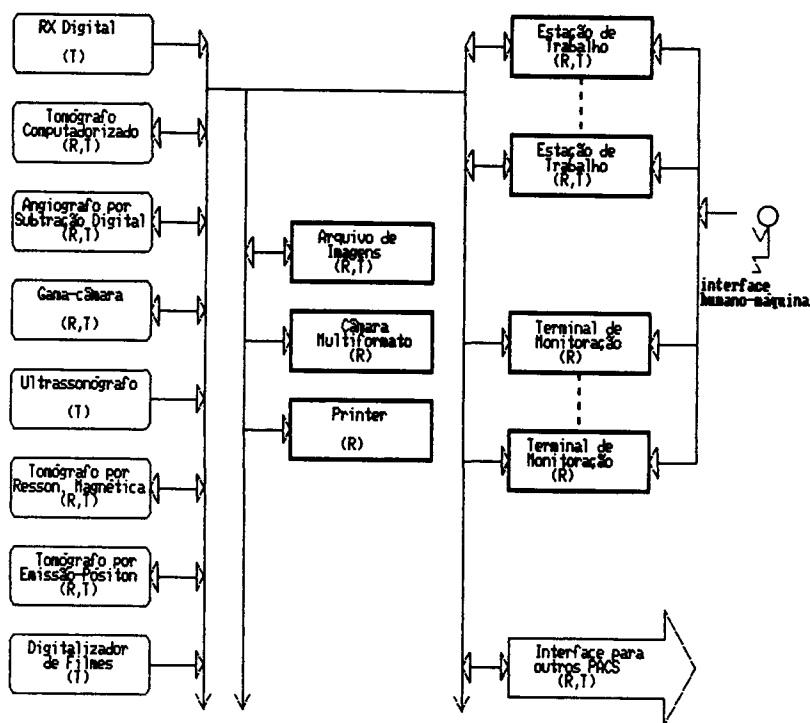 RX Digital
(T)
Tomógrafo
Computadorizado
(R,T)
Angiógrafo por
Subtração Digital
(R,T)
Gama-câmara
(R,T)
Ultrassonógrafo
(T)
Tomógrafo por
Resson. Magnética
(R,T)
Tomógrafo por
Emissão-Pósiton
(R,T)
Digitalizador
de Filmes
(T)
Arquivo de
Imagens
(R,T)
Câmara
Multiformato
(R)
Printer
(R)
Estação de
Trabalho
(R,T)
Estação de
Trabalho
(R,T)
Terminal de
Monitoração
(R)
Terminal de
Monitoração
(R)
Interface para
outros PACS
(R,T)
interface
humano-máquina